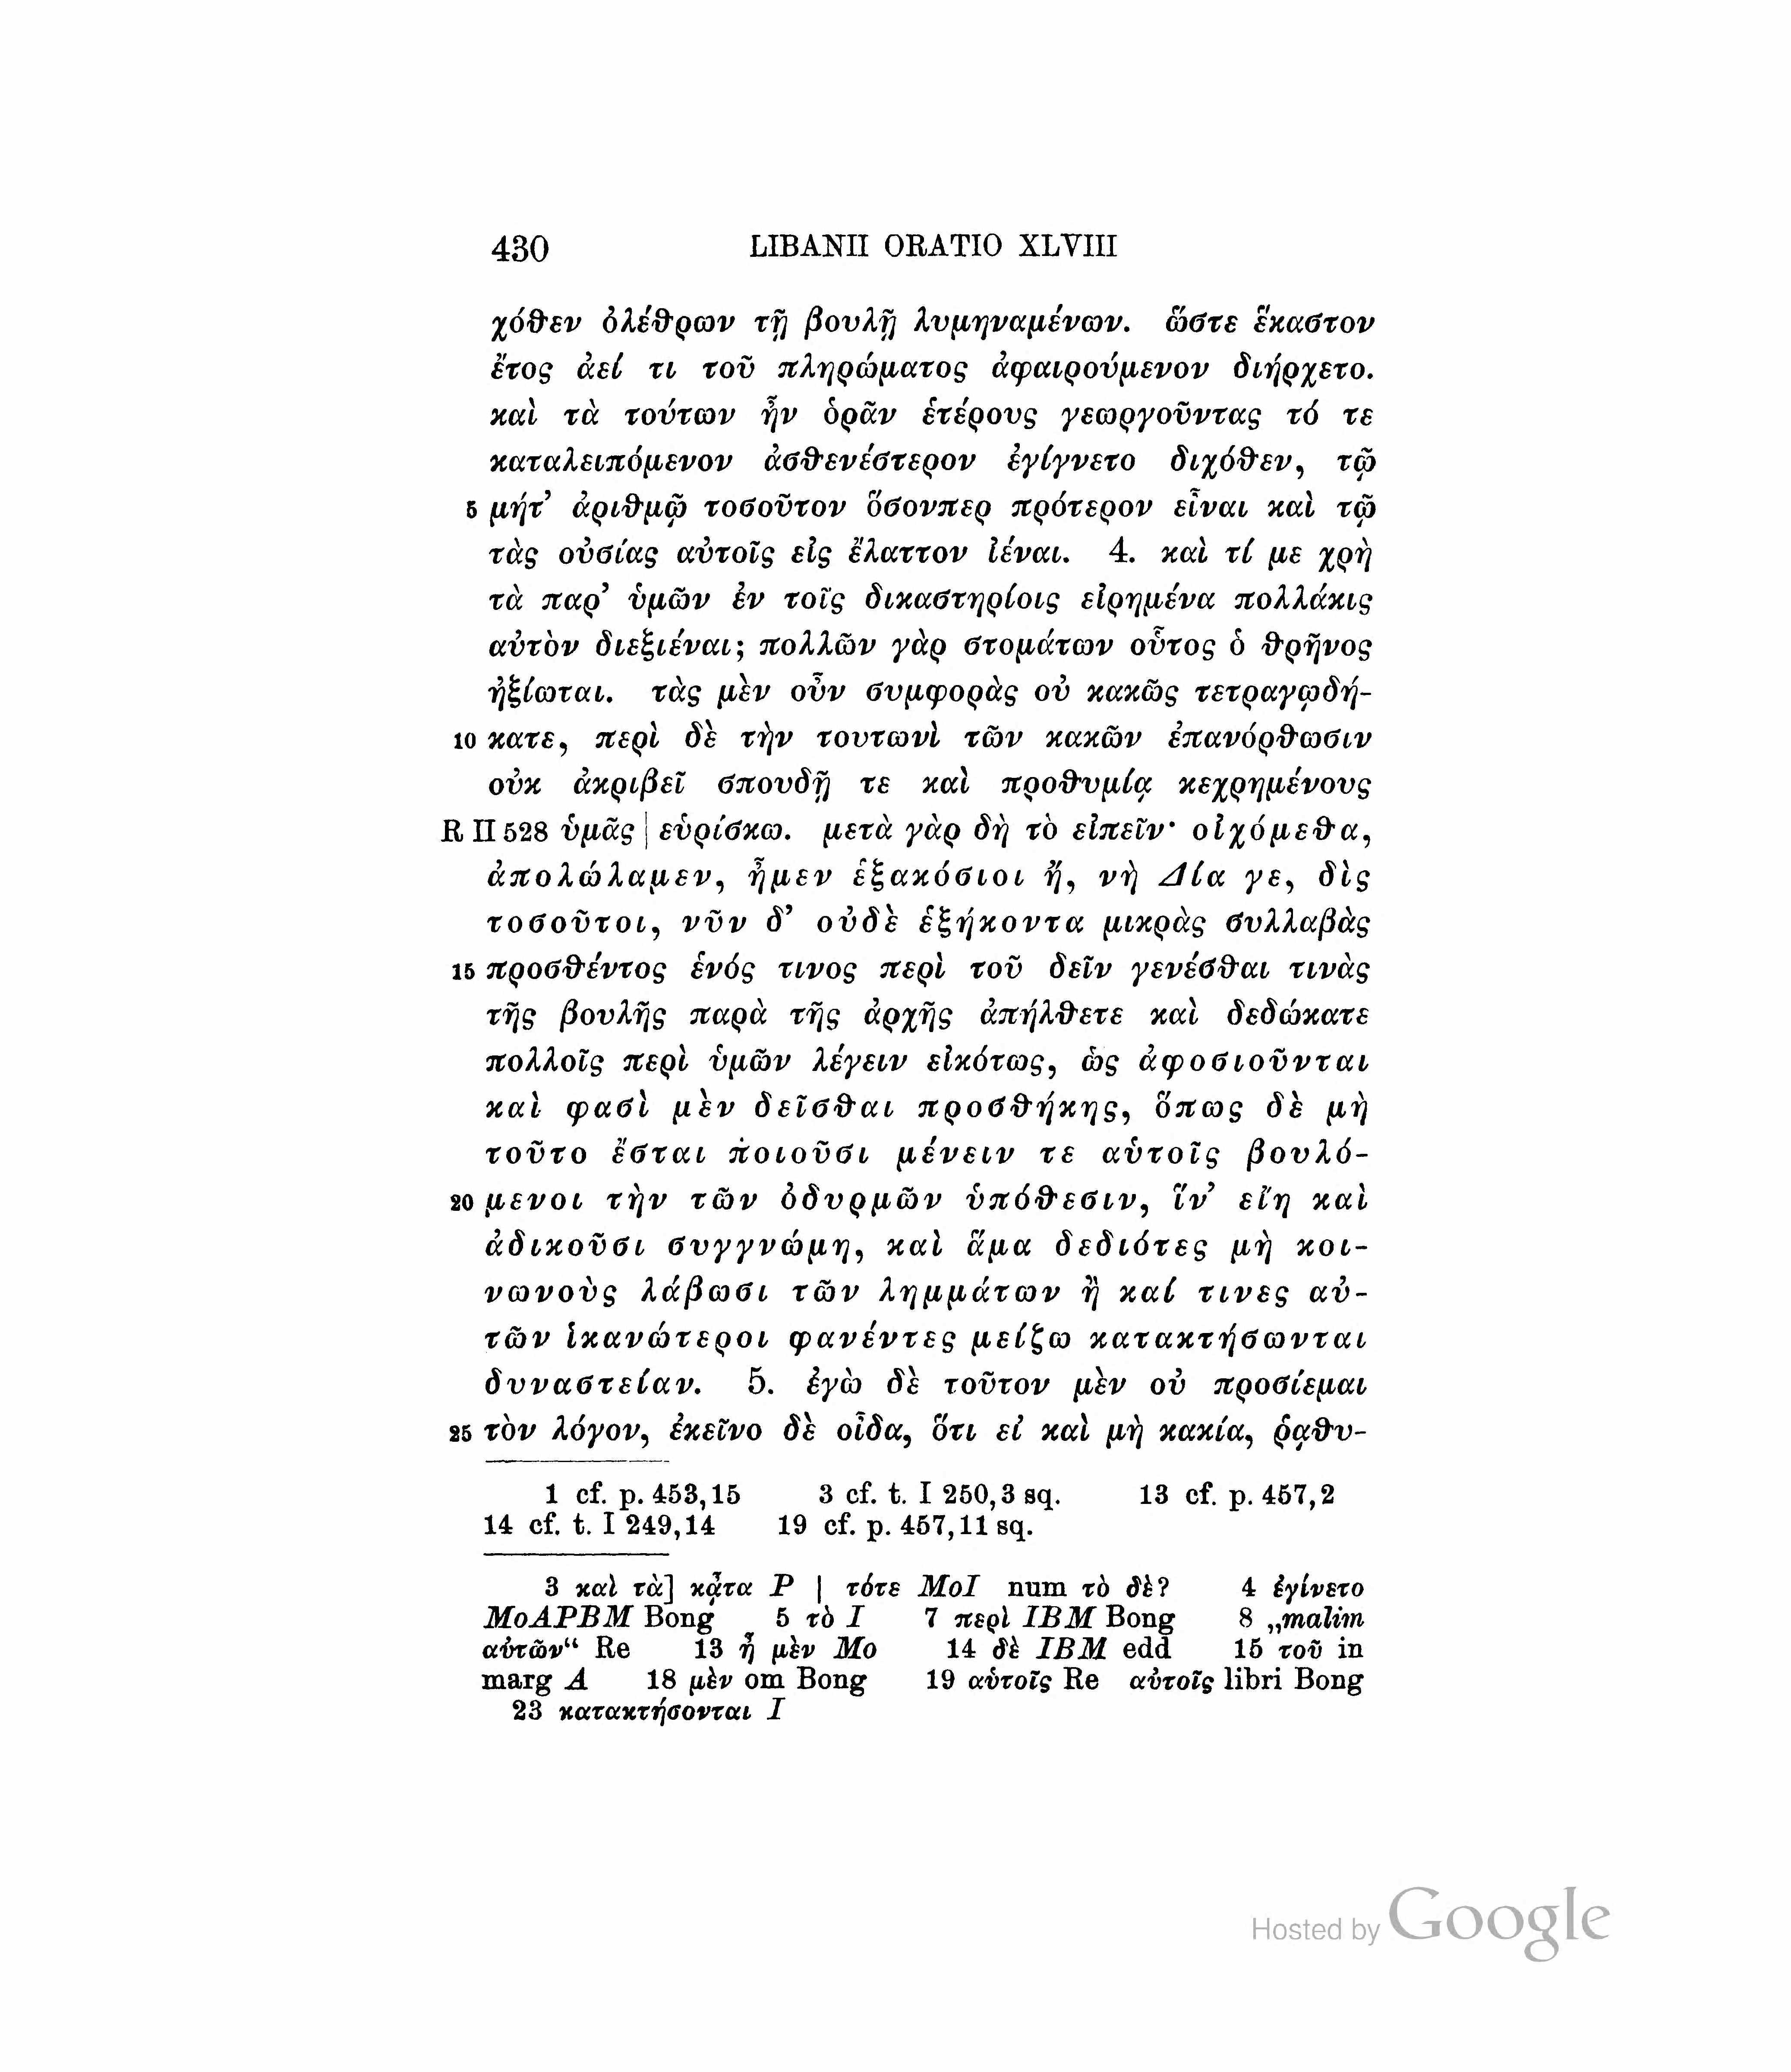 430 LIBANII ORATIO XLVIII
χόθεν ὀλέθρων τῇ βουλῇ λυμηναμένων. ὥστε ἕκαστον
ἔτος ἀεί τι τοῦ πληρώματος ἀφαιρούμενον διήρχετο.
καὶ τὰ τούτων ἦν ὁρᾶν ἑτέρους γεωργοῦντας τό τε
καταλειπόμενον ἀσθενέστερον ἐγίγνετο διχόθεν, τῷ
5 μήτ’ ἀριθμῷ τοσοῦτον ὅσονπερ πρότερον εἶναι καὶ τῷ
τὰς οὐσίας αὐτοῖς εἰς ἔλαττον ἰέναι. 4. καὶ τί με χρὴ
τὰ παρ’ ὑμῶν ἐν τοῖς δικαστηρίοις εἰρημένα πολλάκις
αὐτὸν διεξιέναι; πολλῶν γὰρ στομάτων οὗτος ὁ θρῆνος
ἠξίωται. τὰς μὲν οὖν συμφορὰς οὐ κακῶς τετραγῳδή-
10 κατε, περὶ δὲ τὴν τουτωνὶ τῶν κακῶν ἐπανόρθωσιν
οὐκ ἀκριβεῖ σπουδῇ τε καὶ προθυμίᾳ κεχρημένους
R II 528 ὑμᾶς | εὑρίσκω. μετὰ γὰρ δὴ τὸ εἰπεῖν· οἰχόμεθα,
ἀπολώλαμεν, ἦμεν ἑξακόσιοι ἤ, νὴ Δία γε, δὶς
τοσοῦτοι, νῦν δ’ οὐδὲ ἑξήκοντα μικρὰς συλλαβὰς
15 προσθέντος ἑνός τινος περὶ τοῦ δεῖν γενέσθαι τινὰς
τῆς βουλῆς παρὰ τῆς ἀρχῆς ἀπήλθετε καὶ δεδώκατε
πολλοῖς περὶ ὑμῶν λέγειν εἰκότως, ὡς ἀφοσιοῦνται
καὶ φασὶ μὲν δεῖσθαι προσθήκης, ὅπως δὲ μὴ
τοῦτο ἔσται ποιοῦσι μένειν τε αὑτοῖς βουλό-
20 μενοι τὴν τῶν ὀδυρμῶν ὑπόθεσιν, ἵν’ εἴη καὶ
ἀδικοῦσι συγγνώμη, καὶ ἅμα δεδιότες μὴ κοι-
νωνοὺς λάβωσι τῶν λημμάτων ἢ καί τινες αὐ-
τῶν ἱκανώτεροι φανέντες μείζω κατακτήσωνται
δυναστείαν. 5. ἐγὼ δὲ τοῦτον μὲν οὐ προσίεμαι
25 τὸν λόγον, ἐκεῖνο δὲ οἶδα, ὅτι εἰ καὶ μὴ κακία, ῥᾳθυ-
1 cf. p. 453,15 3 cf. t. I 250,3 sq. 13 cf. p. 457,2
14 cf. t. I 249,14 19 cf. p. 457,11 sq.
3 καὶ τὰ] κᾆτα P | τότε MoI num τὸ δὲ? 4 ἐγίνετο
MoAPBM Bong 5 τὸ I 7 περὶ IBM Bong 8 „malim
αὐτῶν“ Re 13 ἦ μὲν Mo 14 δὲ IBM edd 15 τοῦ in
marg A 18 μὲν om Bong 19 αὑτοῖς Re αὐτοῖς libri Bong
23 κατακτήσονται I
Hosted by Google